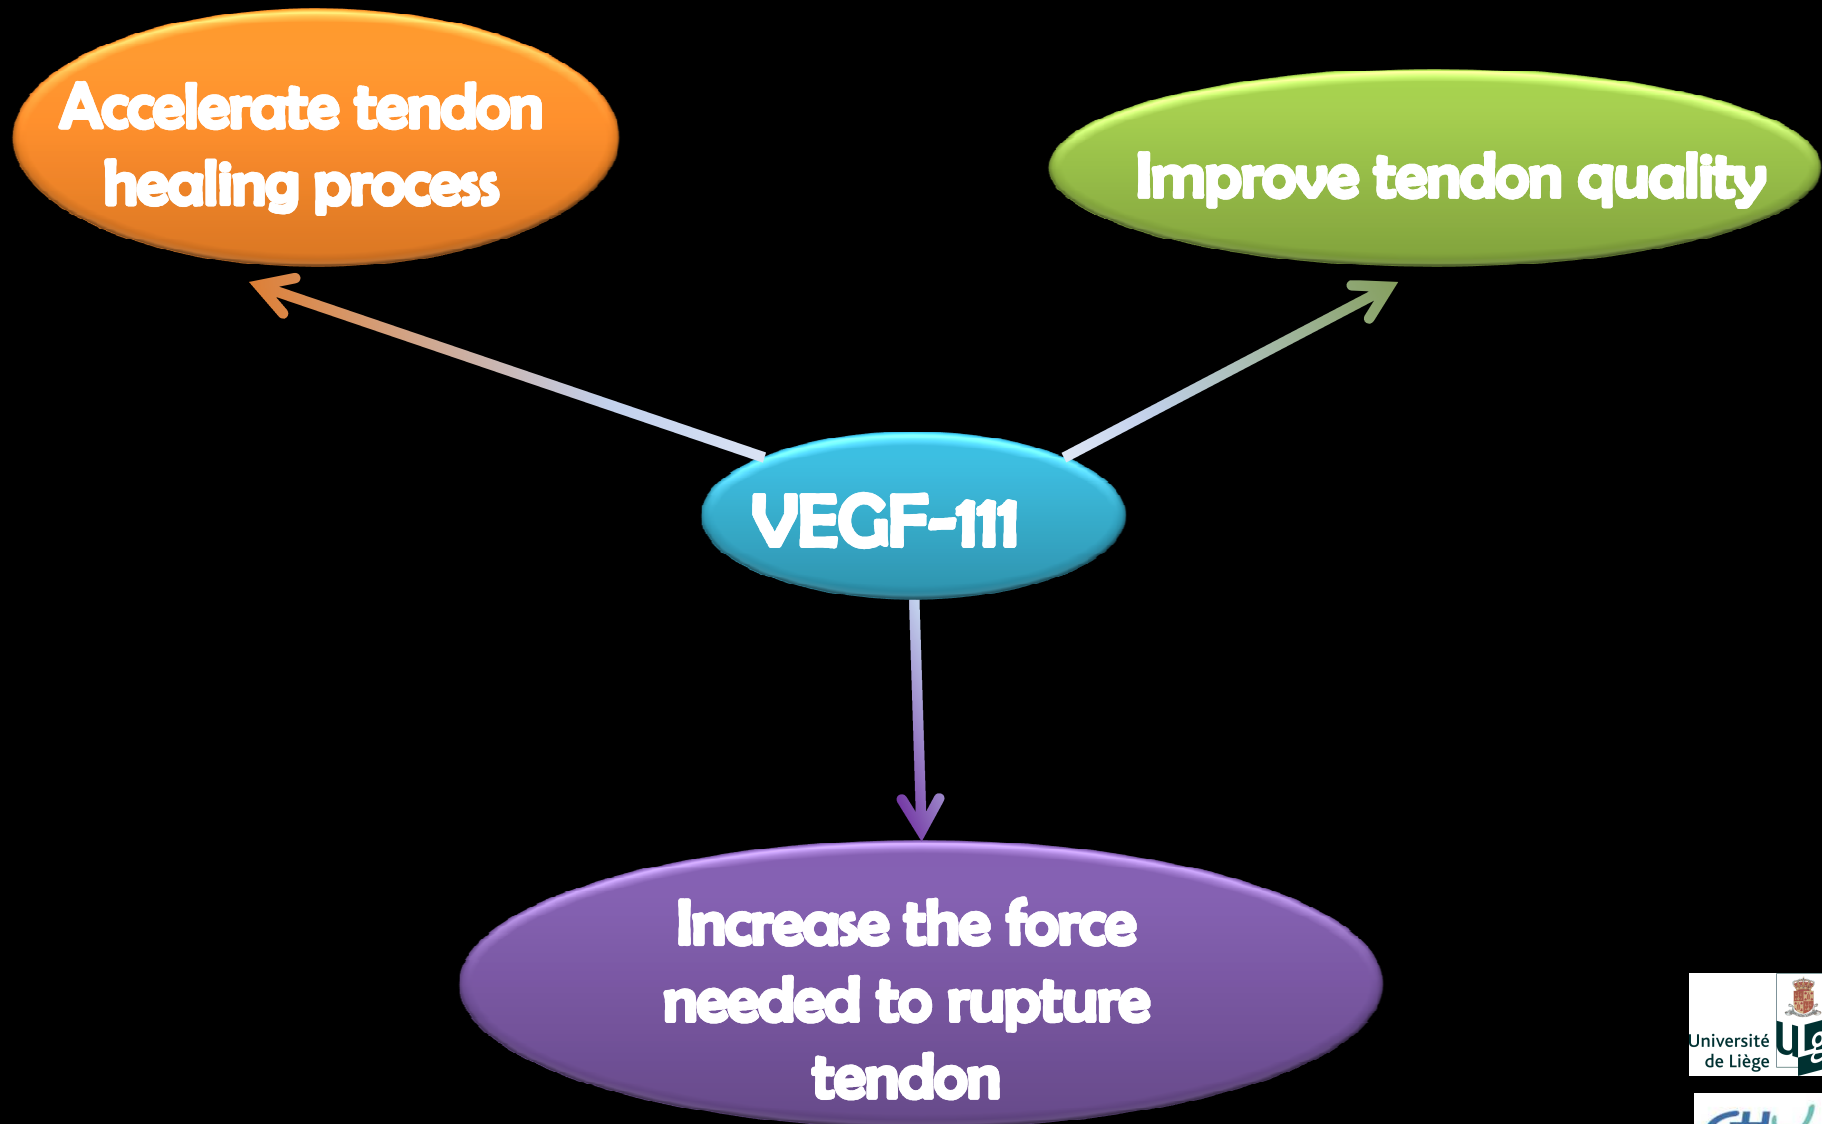 Accelerate tendon
healing process
Improve tendon quality
VEGF-111
Increase the force
needed to rupture
tendon
Université
de Liège